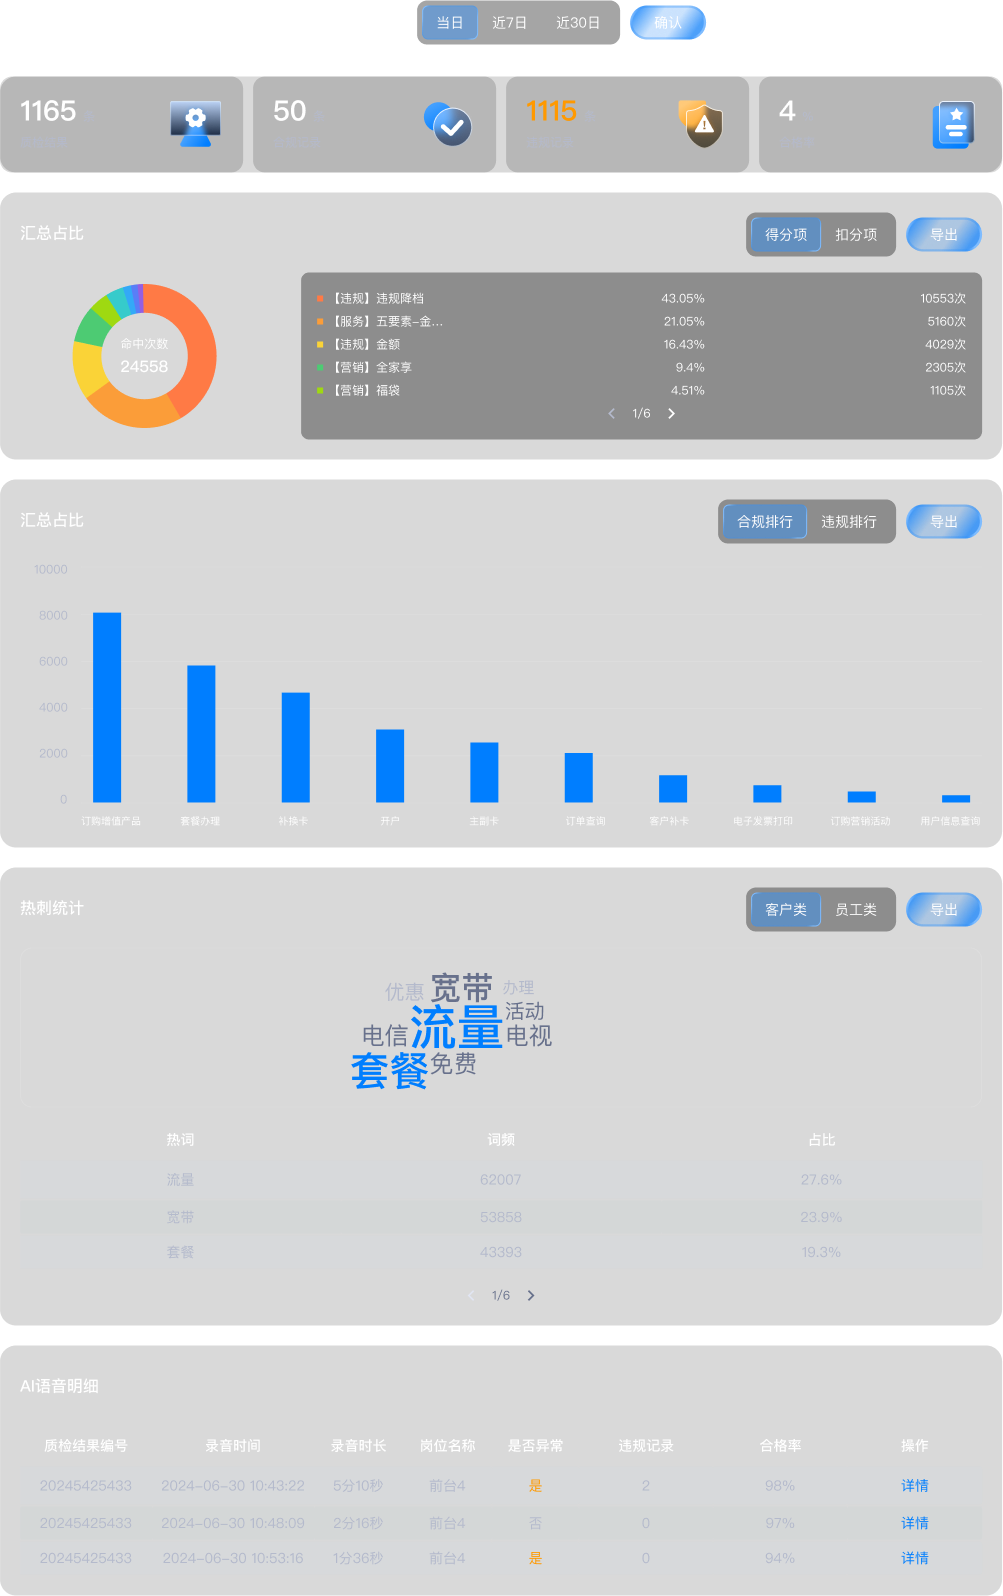 当日 近7日 近30日 确认
1165 50 1115 4
汇总占比 得分项 扣分项 导出
命中次数
24558
【违规】违规降档 43.05% 10553次
【服务】五要素-金... 21.05% 5160次
【违规】金额 16.43% 4029次
【营销】全家享 9.4% 2305次
【营销】福袋 4.51% 1105次
1/6
汇总占比 合规排行 违规排行 导出
10000
8000
6000
4000
2000
0
订购增值产品 套餐办理 补换卡 开户 主副卡 订单查询 客户补卡 电子发票打印 订购营销活动 用户信息查询
热刺统计 客户类 员工类 导出
优惠 宽带 办理
电信 流量 活动
电视
套餐 免费
热词 词频 占比
流量 62007 27.6%
宽带 53858 23.9%
套餐 43393 19.3%
1/6
AI语音明细
质检结果编号 录音时间 录音时长 岗位名称 是否异常 违规记录 合格率 操作
20245425433 2024-06-30 10:43:22 5分10秒 前台4 是 2 98% 详情
20245425433 2024-06-30 10:48:09 2分16秒 前台4 否 0 97% 详情
20245425433 2024-06-30 10:53:16 1分36秒 前台4 是 0 94% 详情